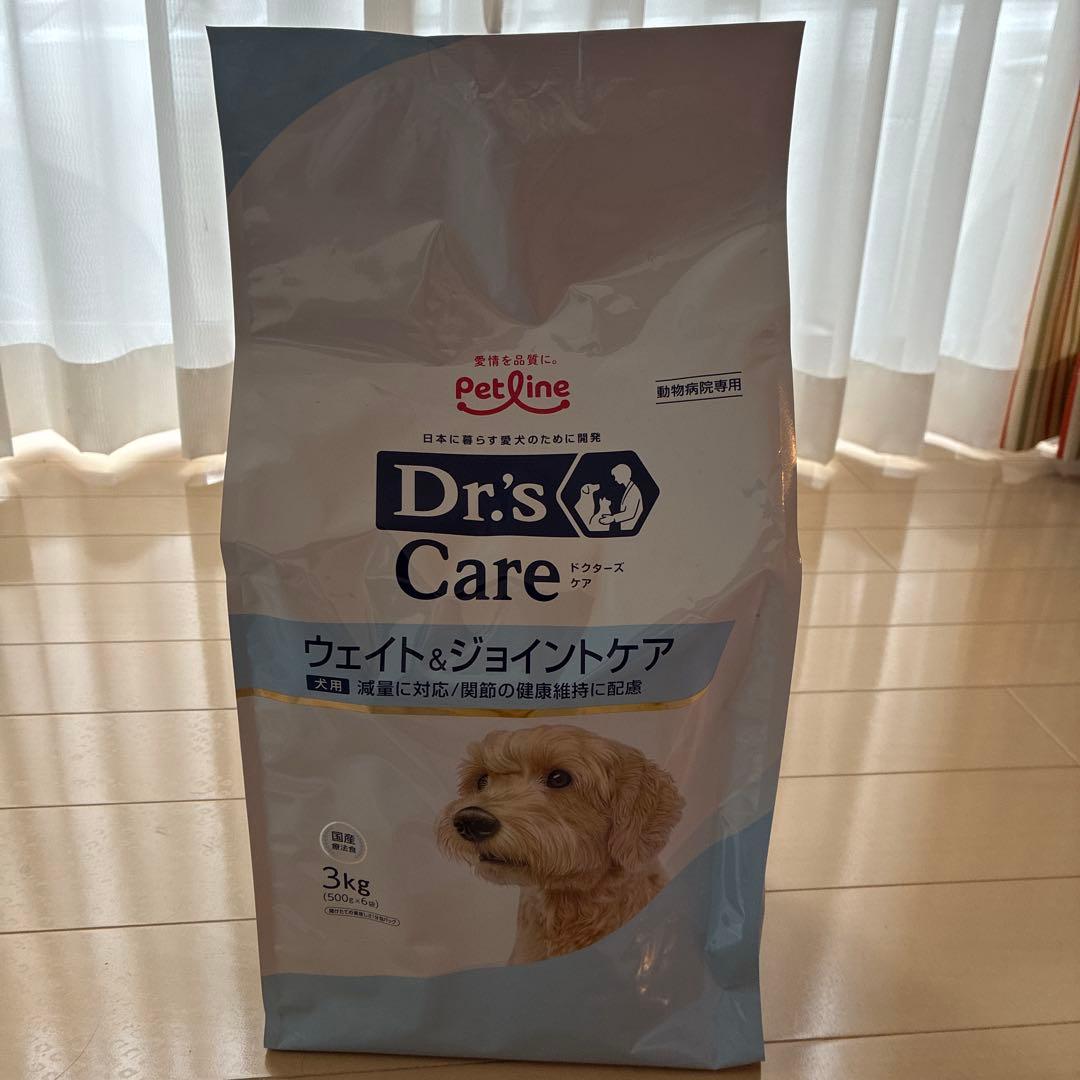 愛情を品質に。
Petline
動物病院専用
日本に暮らす愛犬のために開発
Dr.'s
Care
ドクターズ
ケア
ウェイト&ジョイントケア
犬用 減量に対応/関節の健康維持に配慮
国産
療法食
3kg
(500g×6袋)